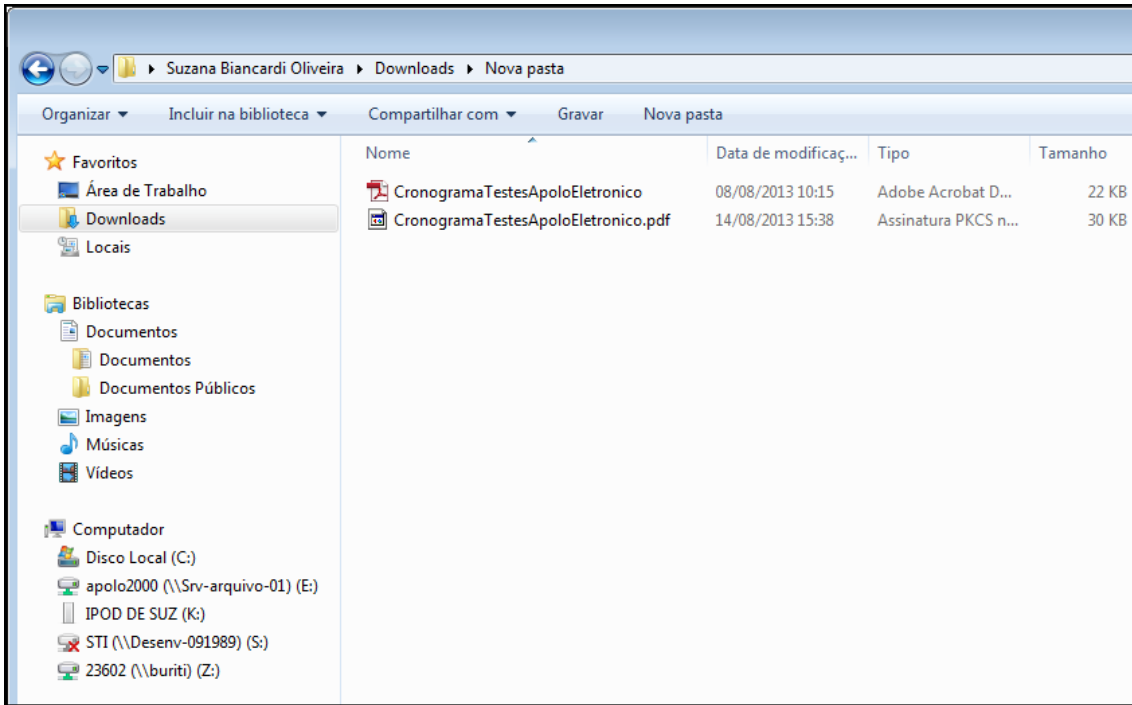 Suzana Biancardi Oliveira Downloads Nova pasta
Organizar Incluir na biblioteca Compartilhar com Gravar Nova pasta
Favoritos
Área de Trabalho
Downloads
Locais
Bibliotecas
Documentos
Documentos
Documentos Públicos
Imagens
Músicas
Vídeos
Computador
Disco Local (C:)
apolo2000 (\\Srv-arquivo-01) (E:)
IPOD DE SUZ (K:)
STI (\\Desenv-091989) (S:)
23602 (\\buriti) (Z:)
Nome Data de modificaç... Tipo Tamanho
CronogramaTestesApoloEletronico 08/08/2013 10:15 Adobe Acrobat D... 22 KB
CronogramaTestesApoloEletronico.pdf 14/08/2013 15:38 Assinatura PKCS n... 30 KB